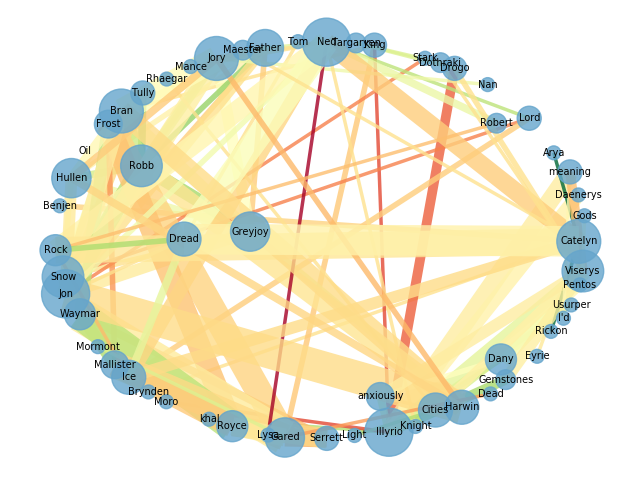 Tom
Ned
Targaryen
King
Father
Maester
Jory
Stark
Dothraki
Drogo
Mance
Rhaegar
Nan
Tully
Bran
Frost
Robert
Lord
Oil
Arya
Robb
meaning
Hullen
Daenerys
Benjen
Gods
Greyjoy
Dread
Catelyn
Rock
Viserys
Snow
Pentos
Jon
Usurper
Waymar
I'd
Rickon
Mormont
Eyrie
Dany
Mallister
Ice
Gemstones
Brynden
Dead
anxiously
Moro
Cities
Harwin
khal
Royce
Knight
Illyrio
Lysa
Gared
Serrett
Light